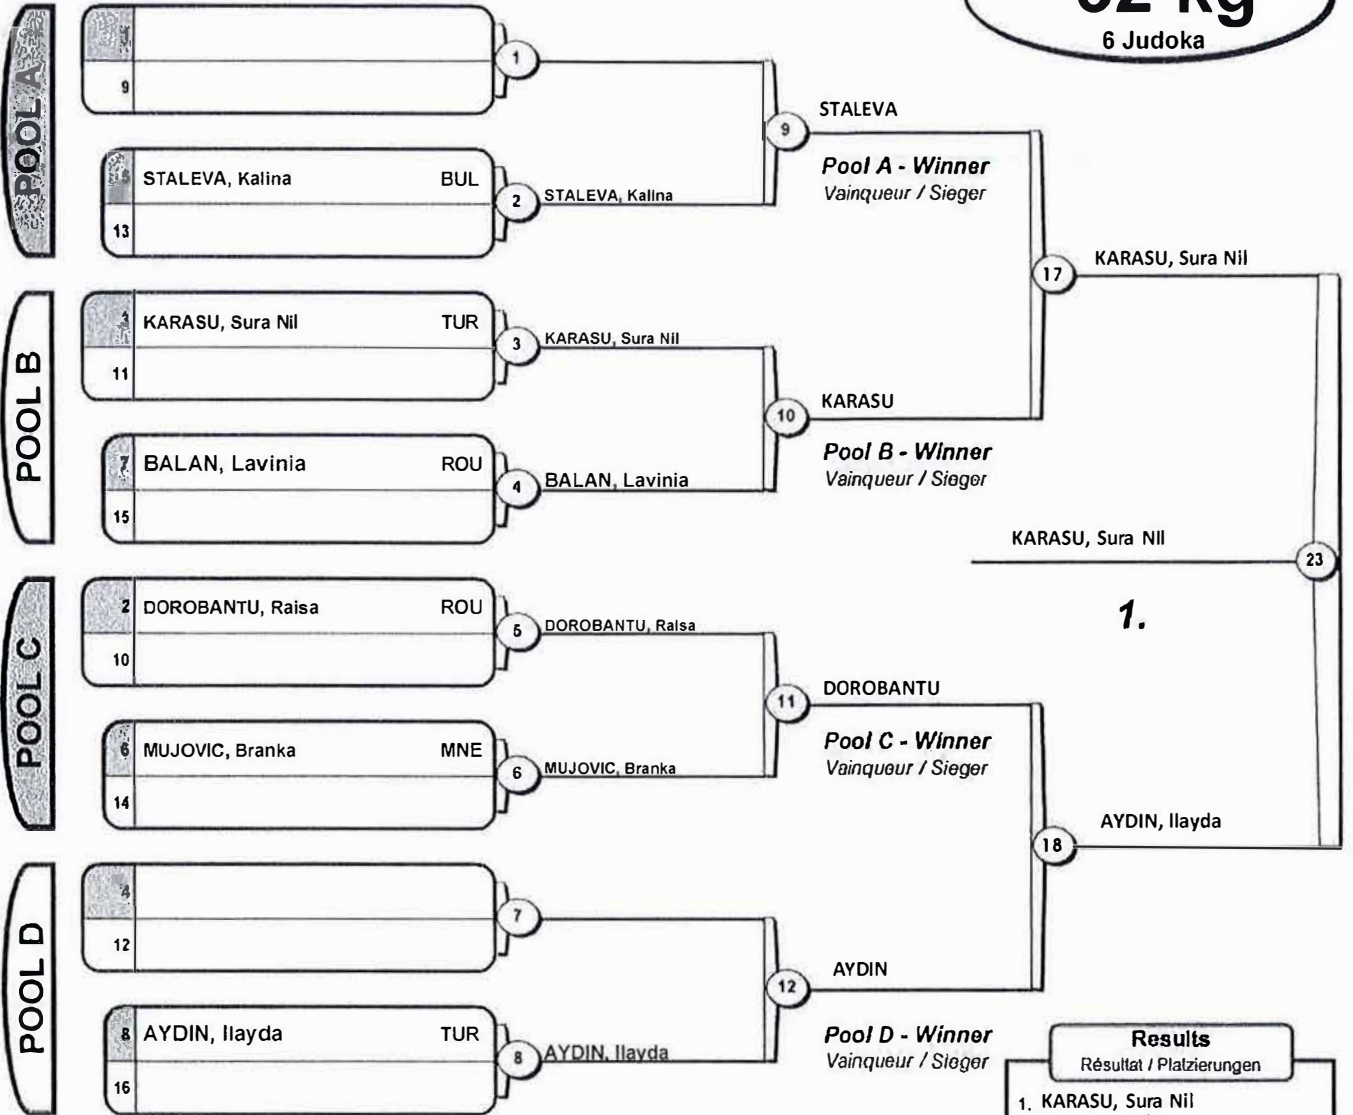 6 Judoka
POOL A
1
9
STALEVA, Kalina BUL
13
2
STALEVA, Kalina
9
STALEVA
Pool A - Winner
Vainqueur / Sieger
POOL B
KARASU, Sura Nil TUR
11
3
KARASU, Sura Nil
7 BALAN, Lavinia ROU
15
4
BALAN, Lavinia
10
KARASU
Pool B - Winner
Vainqueur / Sieger
17
KARASU, Sura Nil
KARASU, Sura Nil
23
1.
POOL C
2 DOROBANTU, Raisa ROU
10
5
DOROBANTU, Raisa
6 MUJOVIC, Branka MNE
14
6
MUJOVIC, Branka
11
DOROBANTU
Pool C - Winner
Vainqueur / Sieger
POOL D
4
12
7
8 AYDIN, Ilayda TUR
16
8
AYDIN, Ilayda
12
AYDIN
Pool D - Winner
Vainqueur / Sieger
18
AYDIN, Ilayda
Results
Résultat / Platzierungen
1. KARASU, Sura Nil